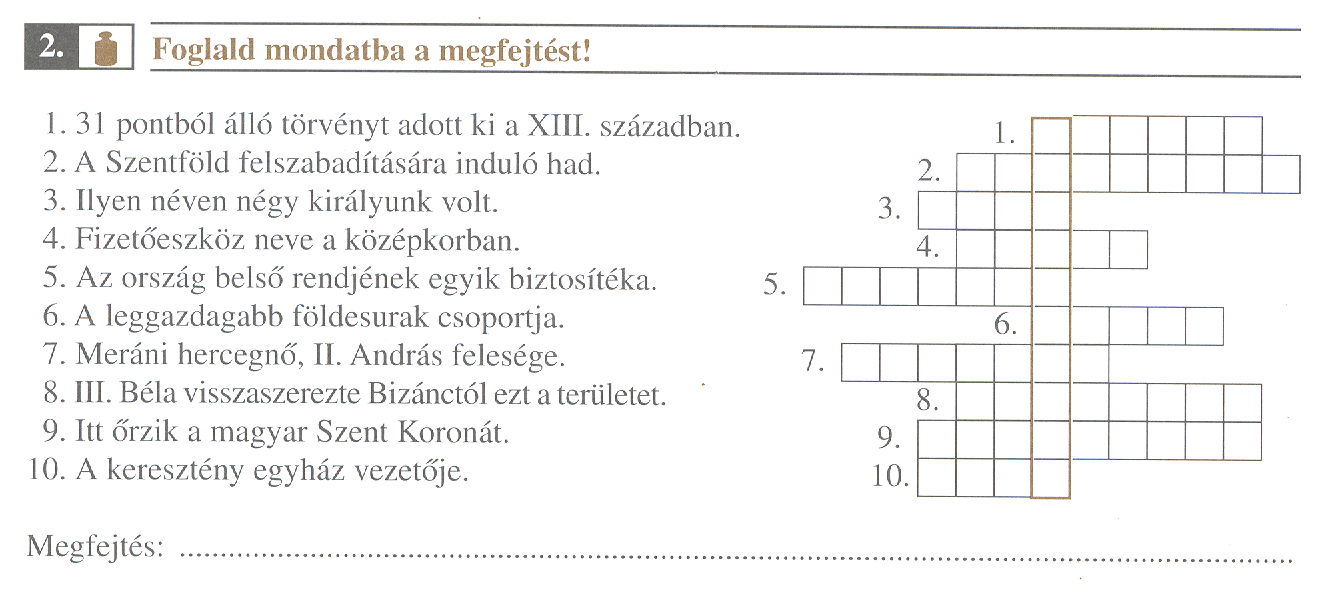 2. Foglald mondatba a megfejtést!
1. 31 pontból álló törvényt adott ki a XIII. században.
2. A Szentföld felszabadítására induló had.
3. Ilyen néven négy királyunk volt.
4. Fizetőeszköz neve a középkorban.
5. Az ország belső rendjének egyik biztosítéka.
6. A leggazdagabb földesurak csoportja.
7. Meráni hercegnő, II. András felesége.
8. III. Béla visszaszerezte Bizánctól ezt a területet.
9. Itt őrzik a magyar Szent Koronát.
10. A keresztény egyház vezetője.
1.
2.
3.
4.
5.
6.
7.
8.
9.
10.
Megfejtés: ........................................................................